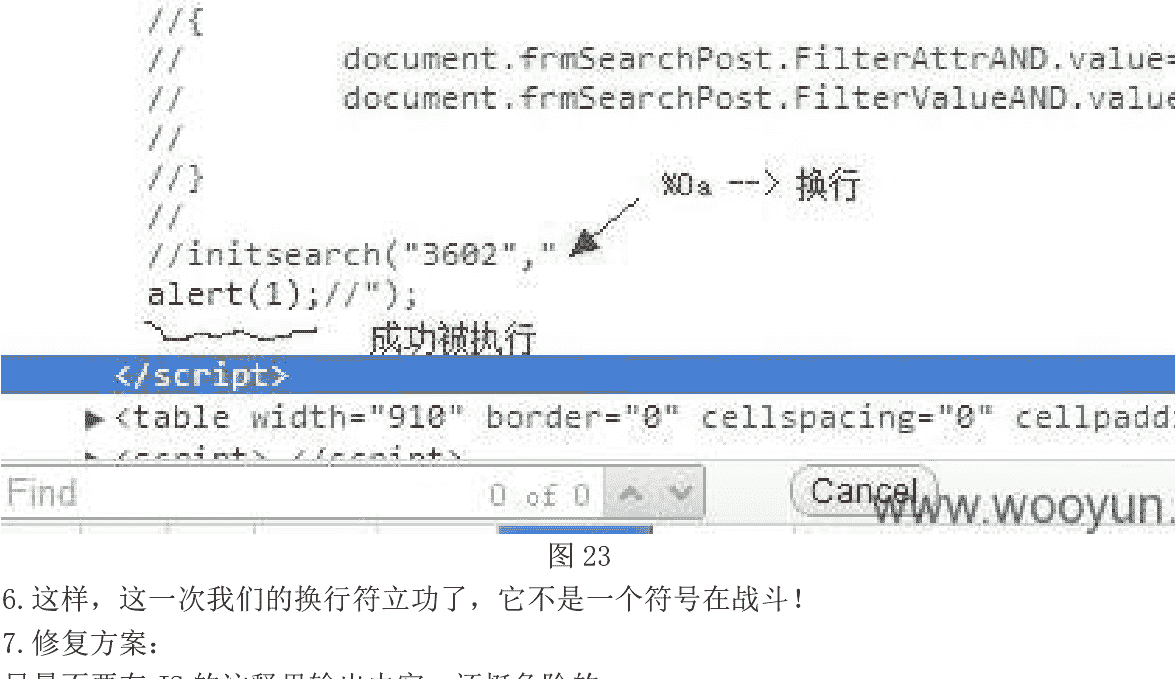 //{
// document.frmSearchPost.FilterAttrAND.value=
// document.frmSearchPost.FilterValueAND.value
//
//}
%0a --> 换行
//
//initsearch("3602","
alert(1);//");
成功被执行
</script>
▶<table width="910" border="0" cellspacing="0" cellpadd
Find 0 of 0 Cancel
www.wooyun.
图 23
6.这样，这一次我们的换行符立功了，它不是一个符号在战斗！
7.修复方案：